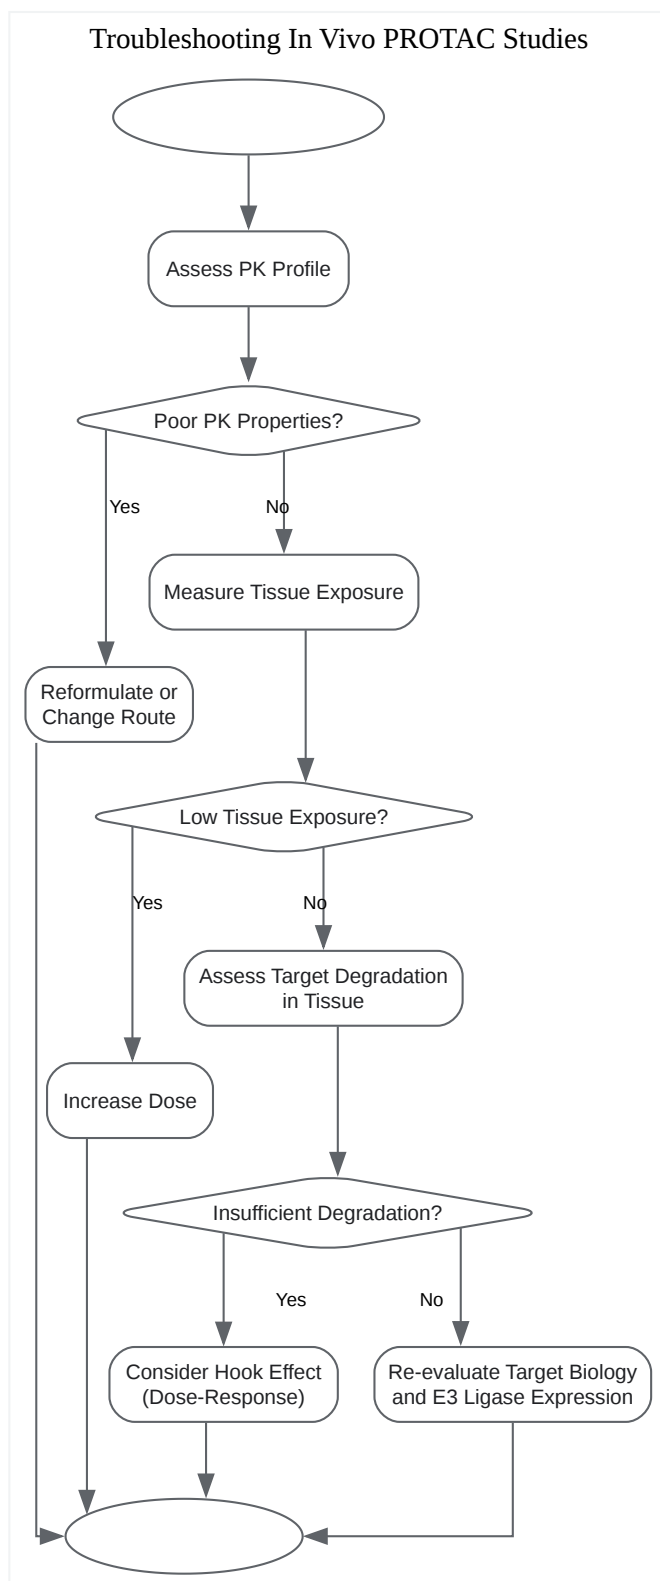 Troubleshooting In Vivo PROTAC Studies
Assess PK Profile
Poor PK Properties?
Yes
No
Measure Tissue Exposure
Reformulate or
Change Route
Low Tissue Exposure?
Yes
No
Assess Target Degradation
in Tissue
Increase Dose
Insufficient Degradation?
Yes
No
Consider Hook Effect
(Dose-Response)
Re-evaluate Target Biology
and E3 Ligase Expression